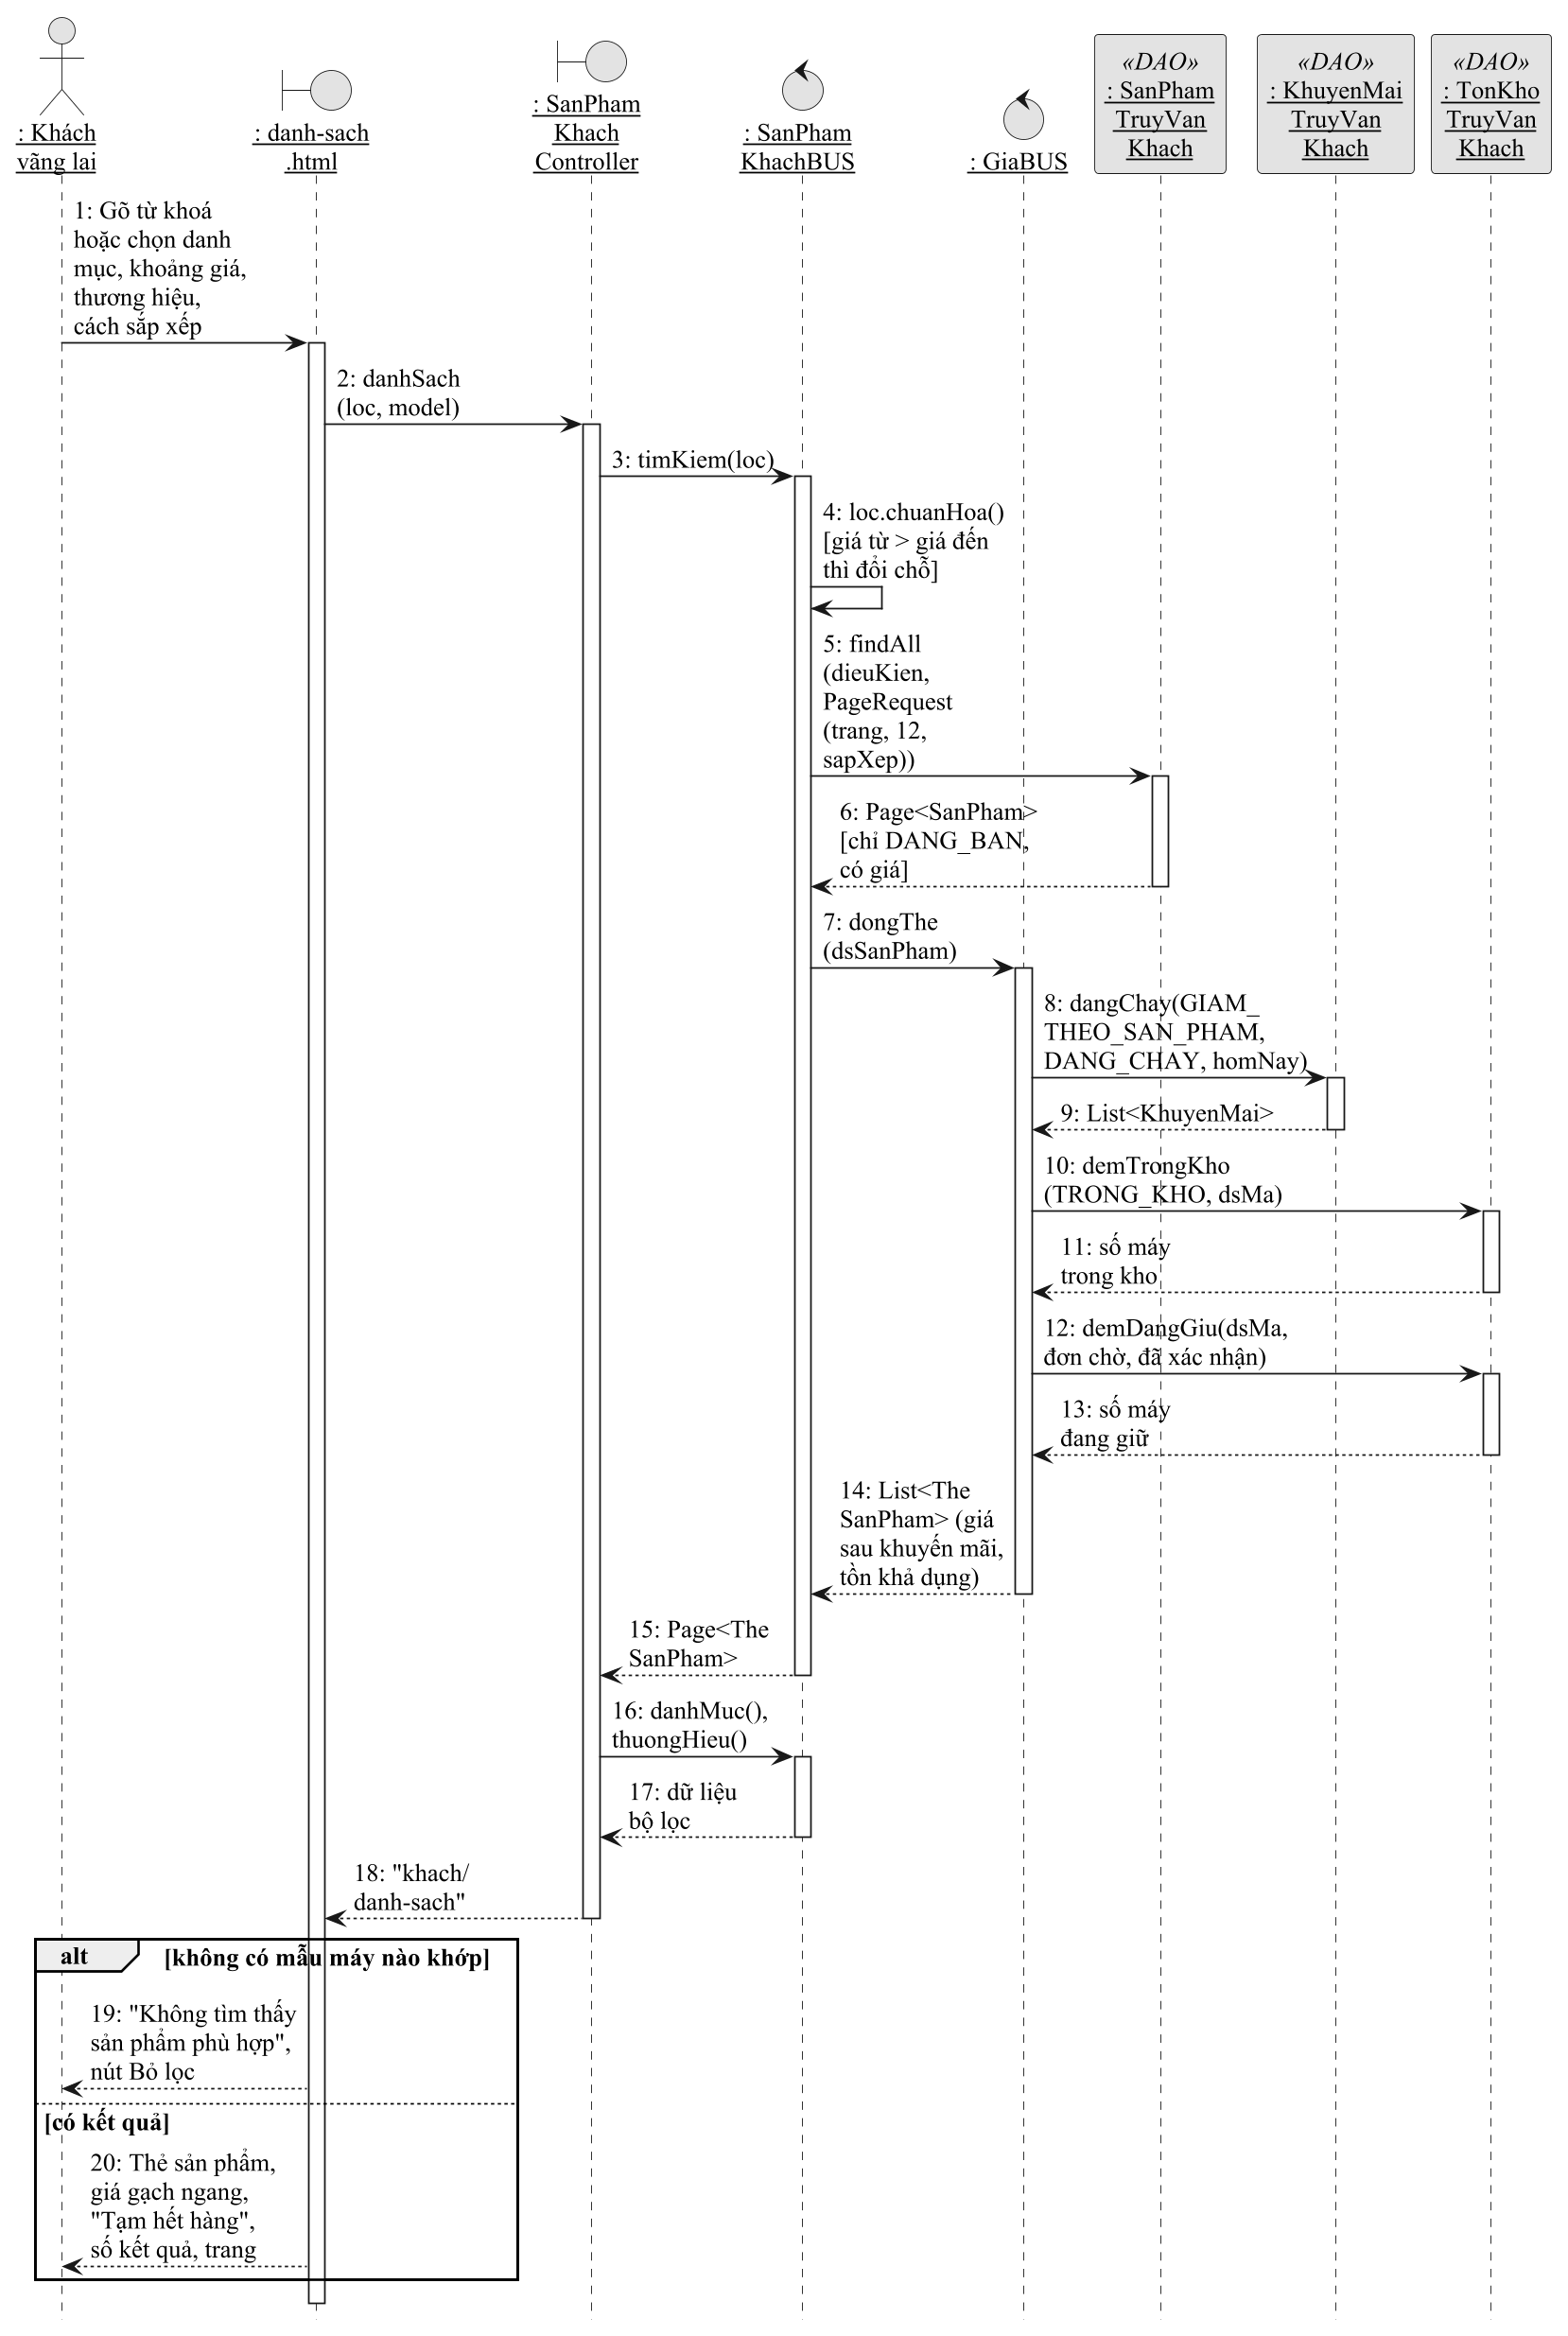 : Khách
vãng lai
: danh-sach
.html
: SanPham
Khach
Controller
: SanPham
KhachBUS
: GiaBUS
«DAO»
: SanPham
TruyVan
Khach
«DAO»
: KhuyenMai
TruyVan
Khach
«DAO»
: TonKho
TruyVan
Khach
1: Gõ từ khoá
hoặc chọn danh
mục, khoảng giá,
thương hiệu,
cách sắp xếp
2: danhSach
(loc, model)
3: timKiem(loc)
4: loc.chuanHoa()
[giá từ > giá đến
thì đổi chỗ]
5: findAll
(dieuKien,
PageRequest
(trang, 12,
sapXep))
6: Page<SanPham>
[chỉ DANG_BAN,
có giá]
7: dongThe
(dsSanPham)
8: dangChay(GIAM_
THEO_SAN_PHAM,
DANG_CHAY, homNay)
9: List<KhuyenMai>
10: demTrongKho
(TRONG_KHO, dsMa)
11: số máy
trong kho
12: demDangGiu(dsMa,
đơn chờ, đã xác nhận)
13: số máy
đang giữ
14: List<The
SanPham> (giá
sau khuyến mãi,
tồn khả dụng)
15: Page<The
SanPham>
16: danhMuc(),
thuongHieu()
17: dữ liệu
bộ lọc
18: "khach/
danh-sach"
alt [không có mẫu máy nào khớp]
19: "Không tìm thấy
sản phẩm phù hợp",
nút Bỏ lọc
[có kết quả]
20: Thẻ sản phẩm,
giá gạch ngang,
"Tạm hết hàng",
số kết quả, trang